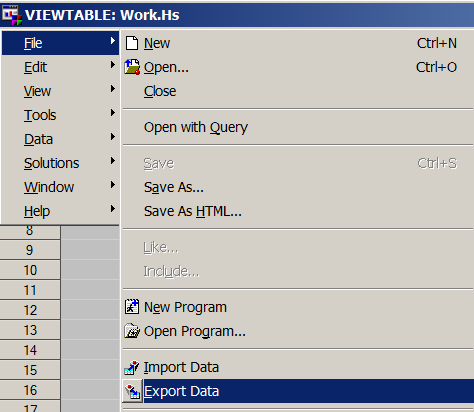 VIEWTABLE: Work.Hs
File
Edit
View
Tools
Data
Solutions
Window
Help
New Ctrl+N
Open... Ctrl+O
Close
Open with Query
Save Ctrl+S
Save As...
Save As HTML...
Like...
Include...
New Program
Open Program...
Import Data
Export Data
8
9
10
11
12
13
14
15
16
17